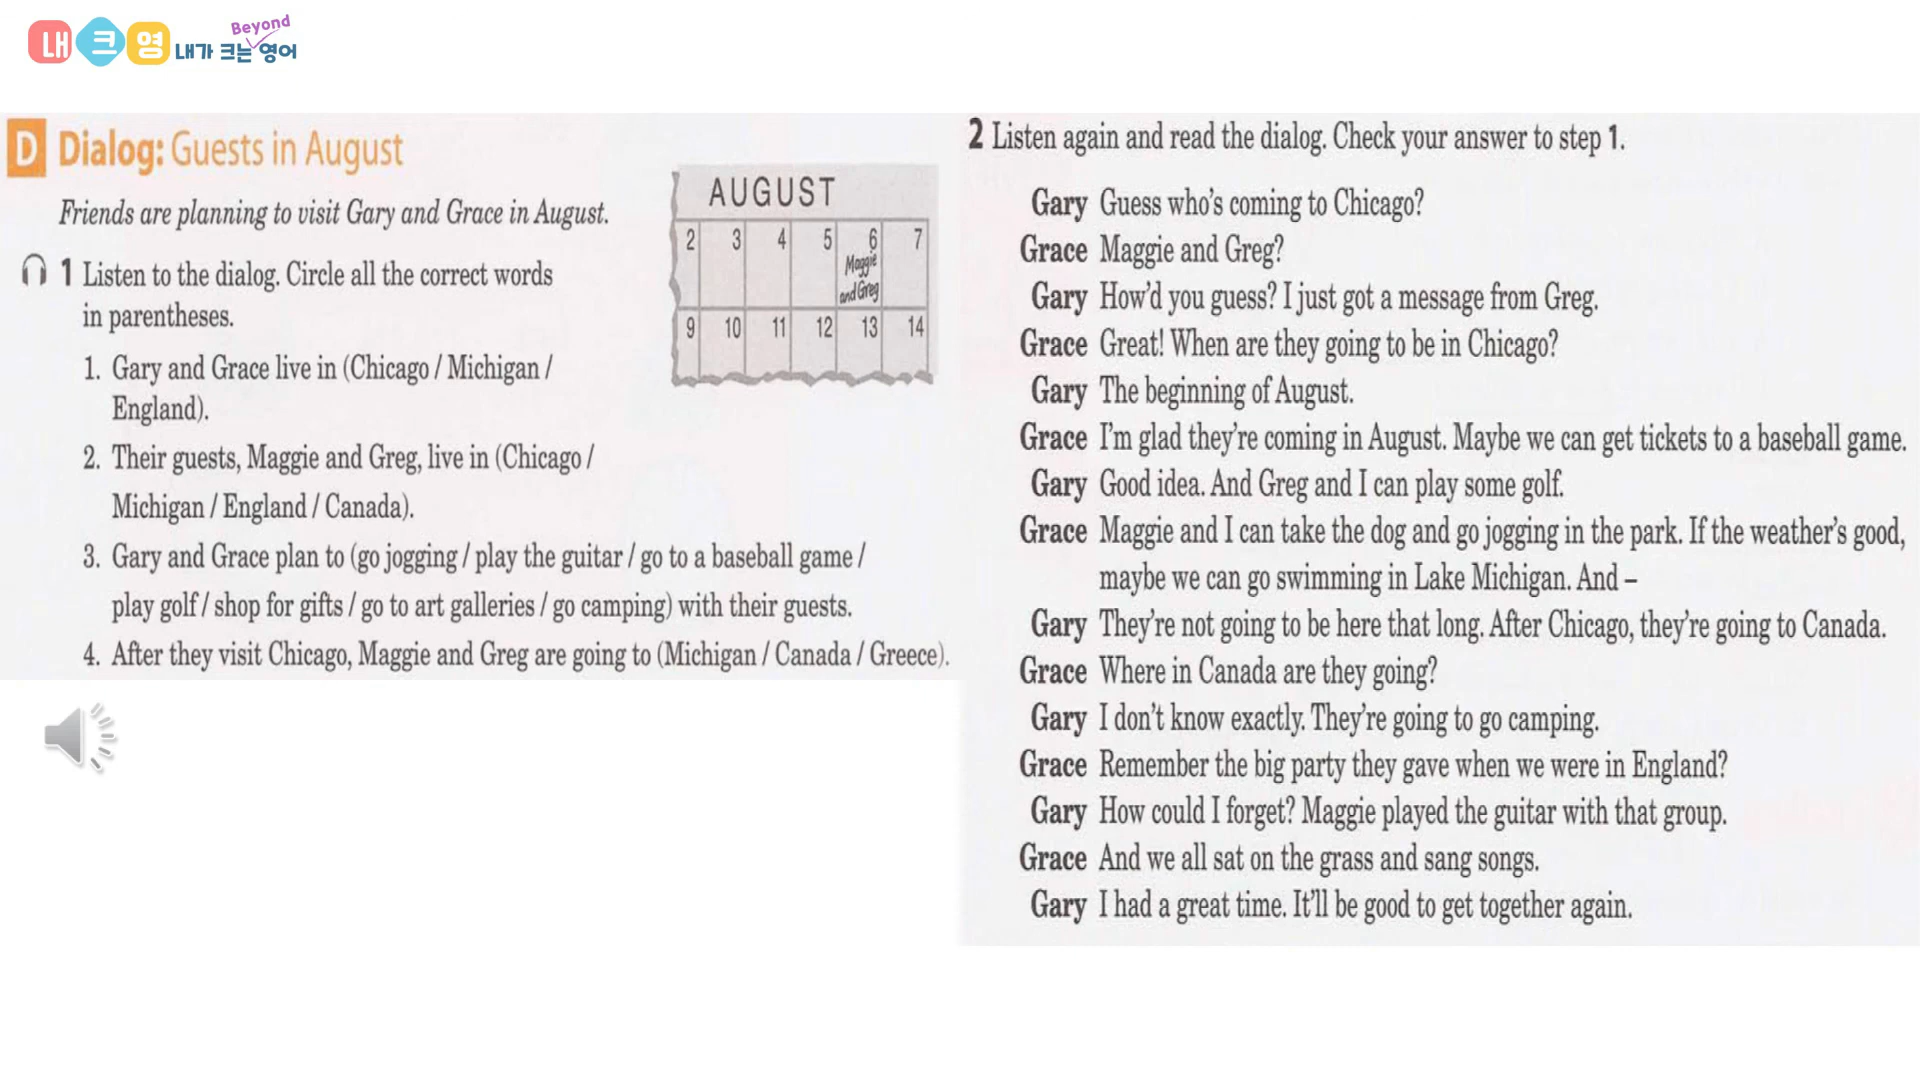 내크영 내가 크는 영어
Beyond
D Dialog: Guests in August
Friends are planning to visit Gary and Grace in August.
1 Listen to the dialog. Circle all the correct words
in parentheses.
1. Gary and Grace live in (Chicago / Michigan /
England).
2. Their guests, Maggie and Greg, live in (Chicago /
Michigan / England / Canada).
3. Gary and Grace plan to (go jogging / play the guitar / go to a baseball game /
play golf / shop for gifts / go to art galleries / go camping) with their guests.
4. After they visit Chicago, Maggie and Greg are going to (Michigan / Canada / Greece).
AUGUST
2 3 4 5 6 7
Maggie
and Greg
9 10 11 12 13 14
2 Listen again and read the dialog. Check your answer to step 1.
Gary Guess who's coming to Chicago?
Grace Maggie and Greg?
Gary How'd you guess? I just got a message from Greg.
Grace Great! When are they going to be in Chicago?
Gary The beginning of August.
Grace I'm glad they're coming in August. Maybe we can get tickets to a baseball game.
Gary Good idea. And Greg and I can play some golf.
Grace Maggie and I can take the dog and go jogging in the park. If the weather's good,
maybe we can go swimming in Lake Michigan. And –
Gary They're not going to be here that long. After Chicago, they're going to Canada.
Grace Where in Canada are they going?
Gary I don't know exactly. They're going to go camping.
Grace Remember the big party they gave when we were in England?
Gary How could I forget? Maggie played the guitar with that group.
Grace And we all sat on the grass and sang songs.
Gary I had a great time. It'll be good to get together again.